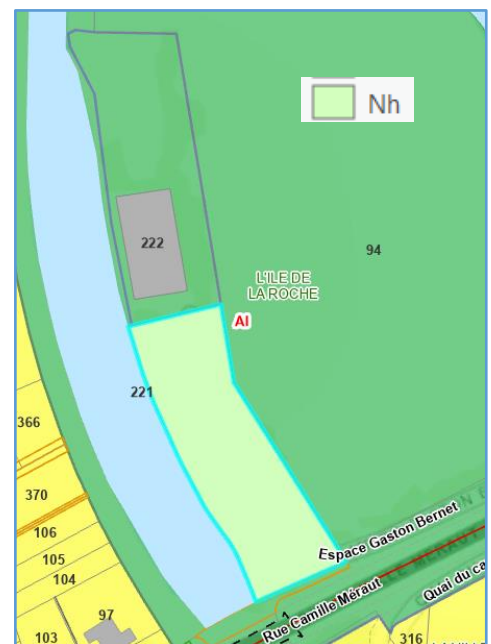 Nh
222
94
L'ILE DE
LA ROCHE
AI
221
366
370
106
105
104
97
103
Espace Gaston Bernet
Rue Camille Méraut
Quai du ca
316